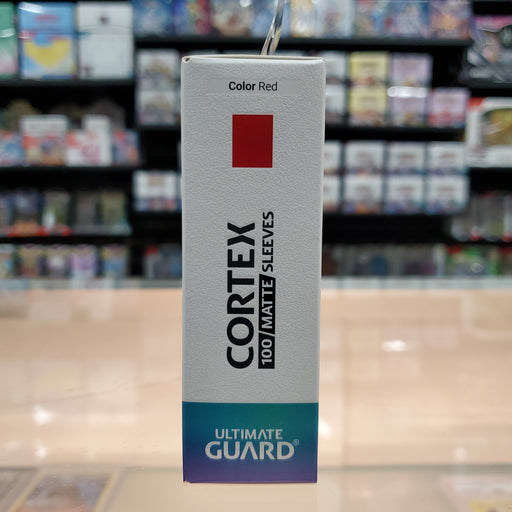 Color Red
CORTEX
100/MATTE/SLEEVES
ULTIMATE
GUARD®